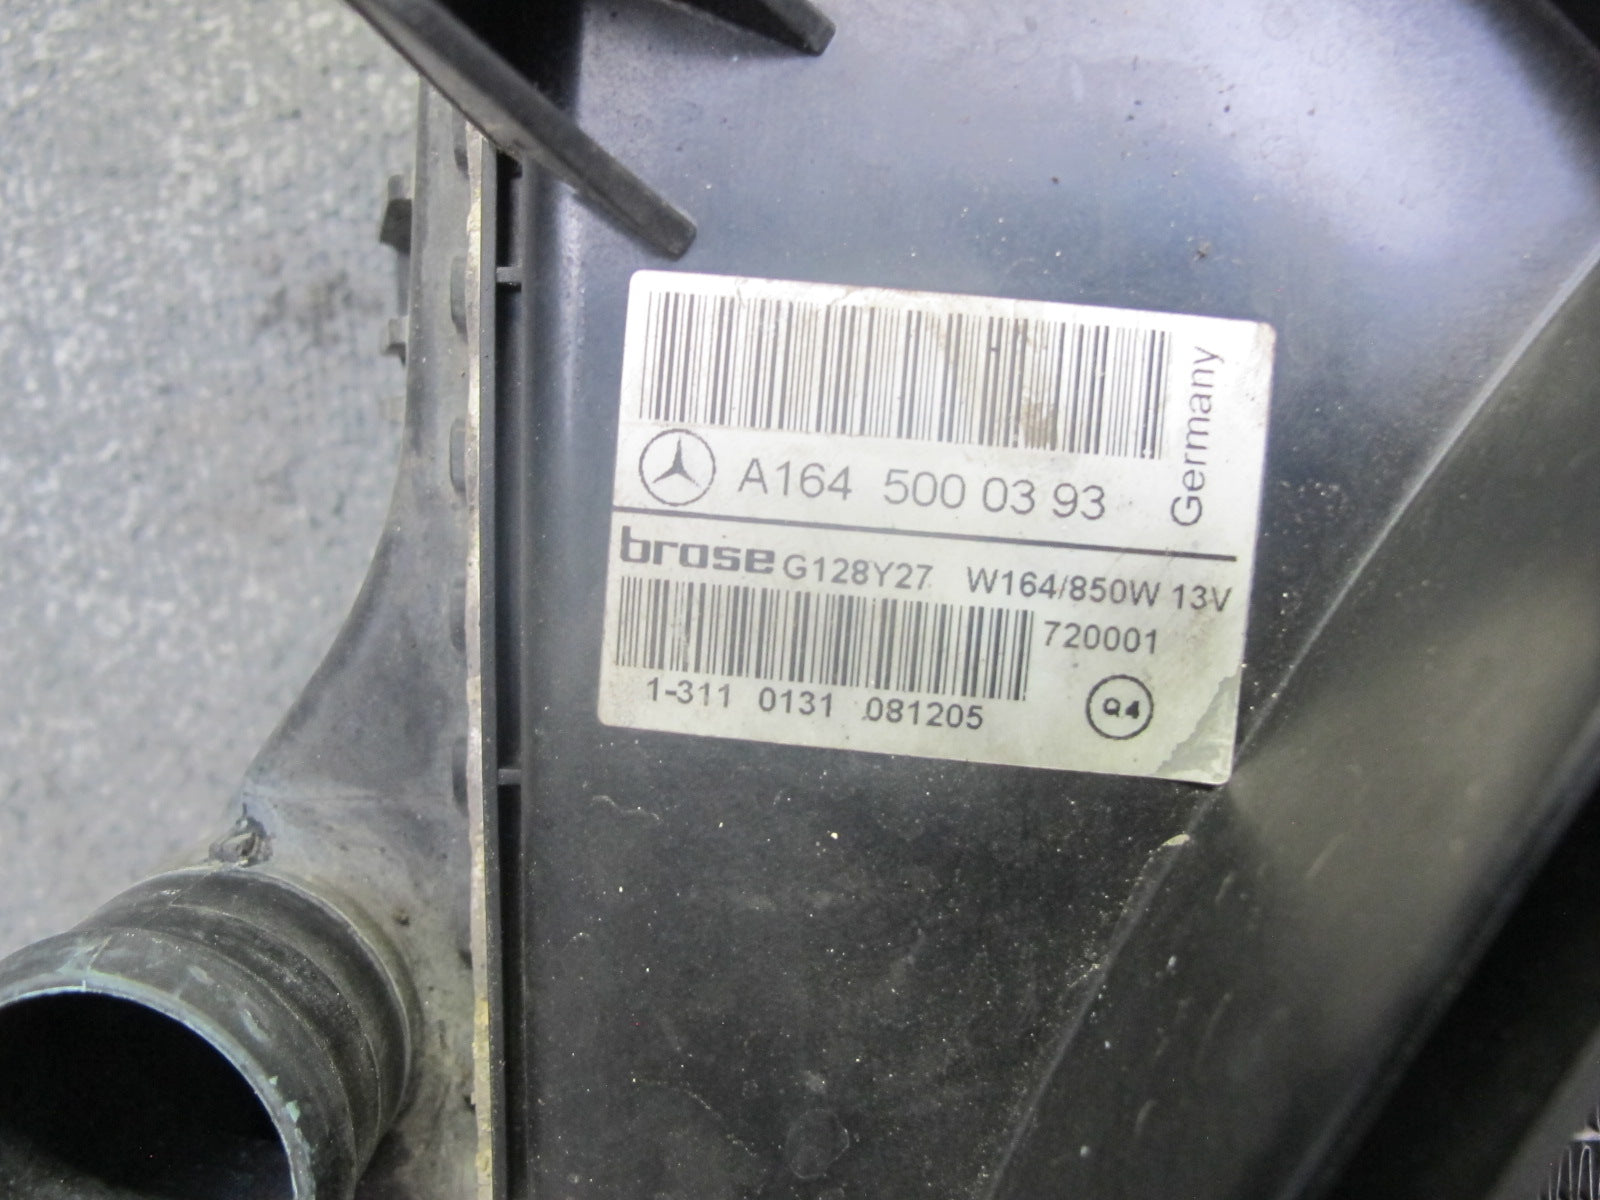 A164 500 03 93
Germany
brose G128Y27 W164/850W 13V
720001
1-311 0131 081205
Q4